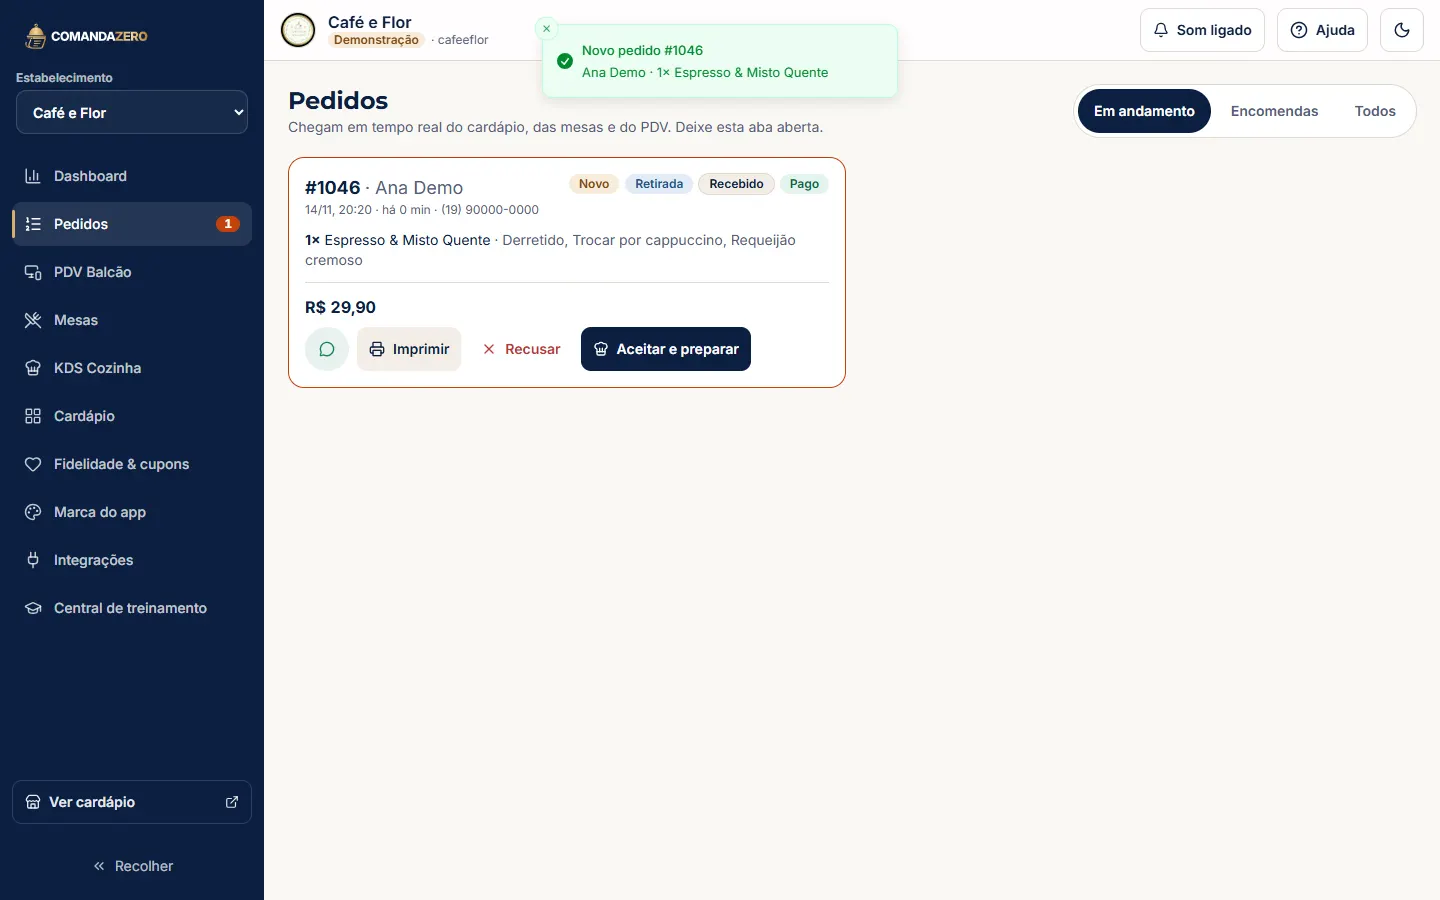 COMANDAZERO
Estabelecimento
Café e Flor
Dashboard
Pedidos
1
PDV Balcão
Mesas
KDS Cozinha
Cardápio
Fidelidade & cupons
Marca do app
Integrações
Central de treinamento
Ver cardápio
Recolher
Café e Flor
Demonstração · cafeeflor
Novo pedido #1046
Ana Demo · 1× Espresso & Misto Quente
Som ligado
Ajuda
Pedidos
Chegam em tempo real do cardápio, das mesas e do PDV. Deixe esta aba aberta.
Em andamento
Encomendas
Todos
#1046 · Ana Demo
Novo
Retirada
Recebido
Pago
14/11, 20:20 · há 0 min · (19) 90000-0000
1× Espresso & Misto Quente · Derretido, Trocar por cappuccino, Requeijão
cremoso
R$ 29,90
Imprimir
Recusar
Aceitar e preparar